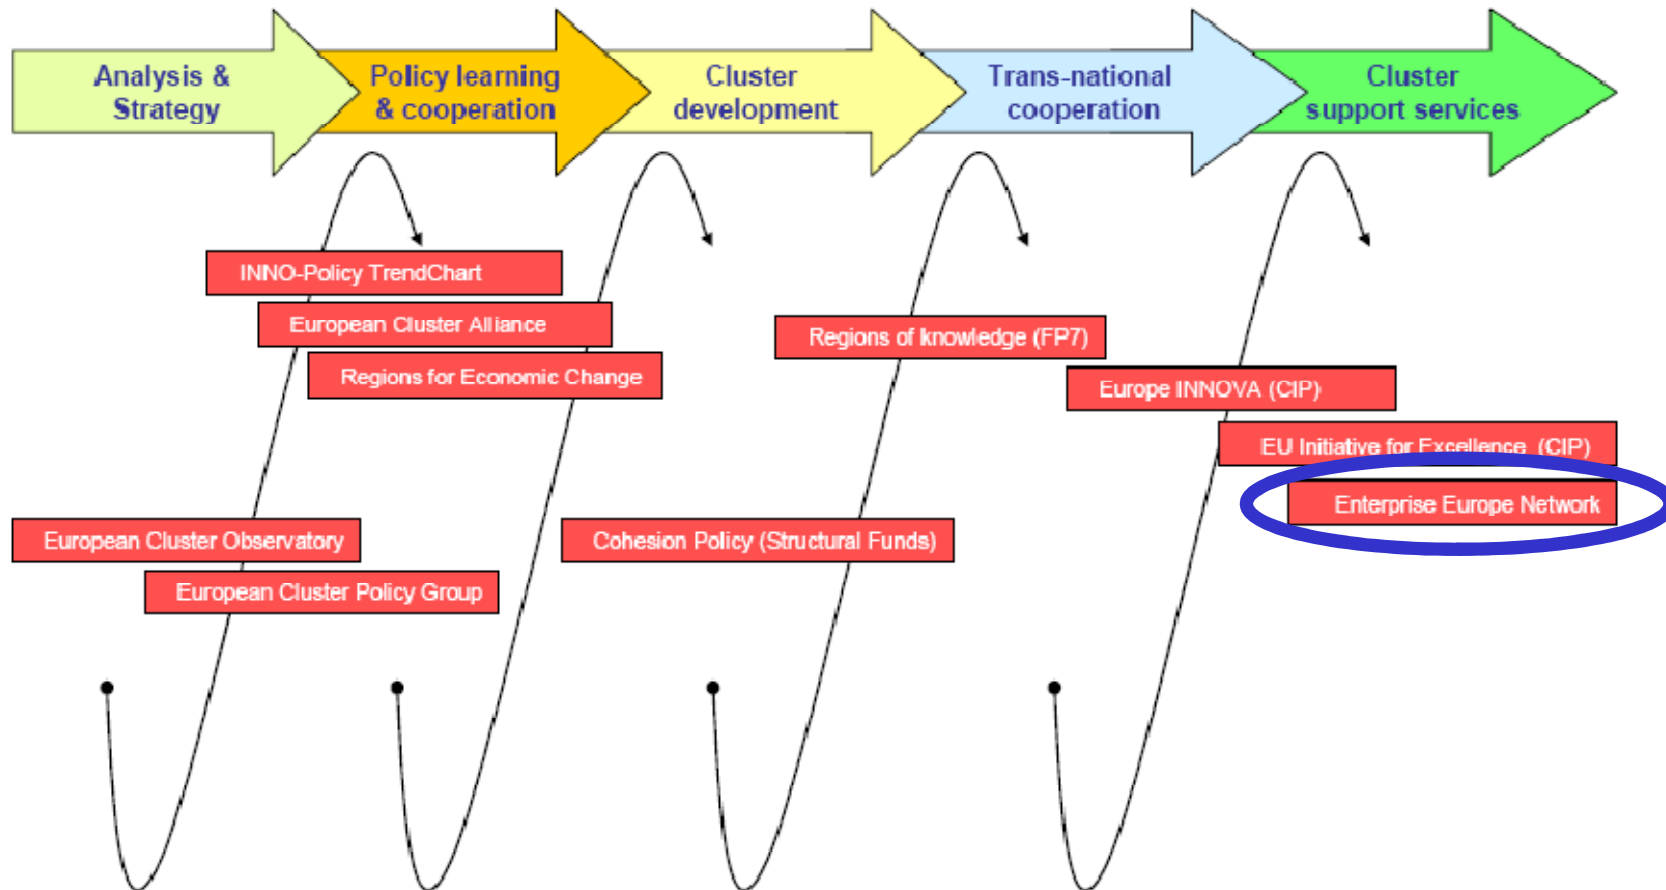 Analysis &
Strategy
Policy learning
& cooperation
Cluster
development
Trans-national
cooperation
Cluster
support services
INNO-Policy TrendChart
European Cluster Alliance
Regions for Economic Change
Regions of knowledge (FP7)
Europe INNOVA (CIP)
EU Initiative for Excellence (CIP)
Enterprise Europe Network
European Cluster Observatory
Cohesion Policy (Structural Funds)
European Cluster Policy Group